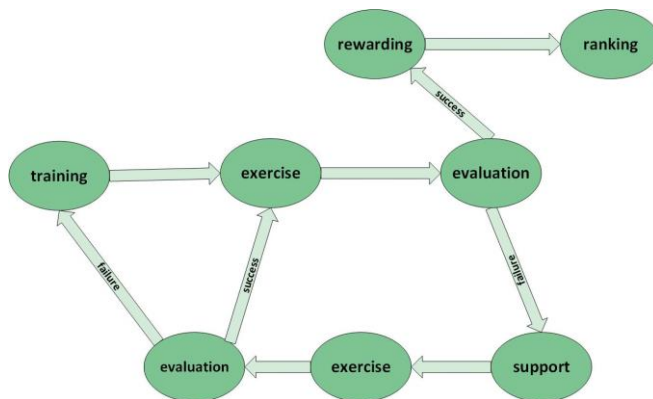 rewarding
ranking
success
training
exercise
evaluation
failure
success
failure
evaluation
exercise
support